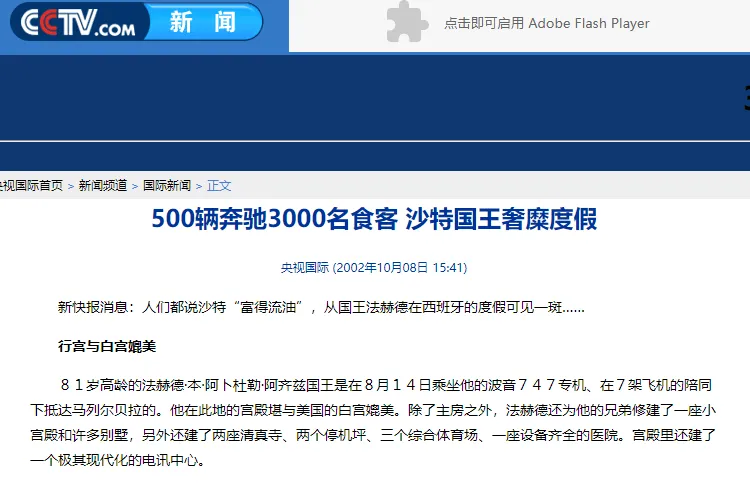 CCTV.com 新闻
点击即可启用 Adobe Flash Player
央视国际首页 > 新闻频道 > 国际新闻 > 正文
500辆奔驰3000名食客 沙特国王奢糜度假
央视国际 (2002年10月08日 15:41)
新快报消息：人们都说沙特“富得流油”，从国王法赫德在西班牙的度假可见一斑……
行宫与白宫媲美
８１岁高龄的法赫德·本·阿卜杜勒·阿齐兹国王是在８月１４日乘坐他的波音７４７专机、在７架飞机的陪同
下抵达马列尔贝拉的。他在此地的宫殿堪与美国的白宫媲美。除了主房之外，法赫德还为他的兄弟修建了一座小
宫殿和许多别墅，另外还建了两座清真寺、两个停机坪、三个综合体育场、一座设备齐全的医院。宫殿里还建了
一个极其现代化的电讯中心。